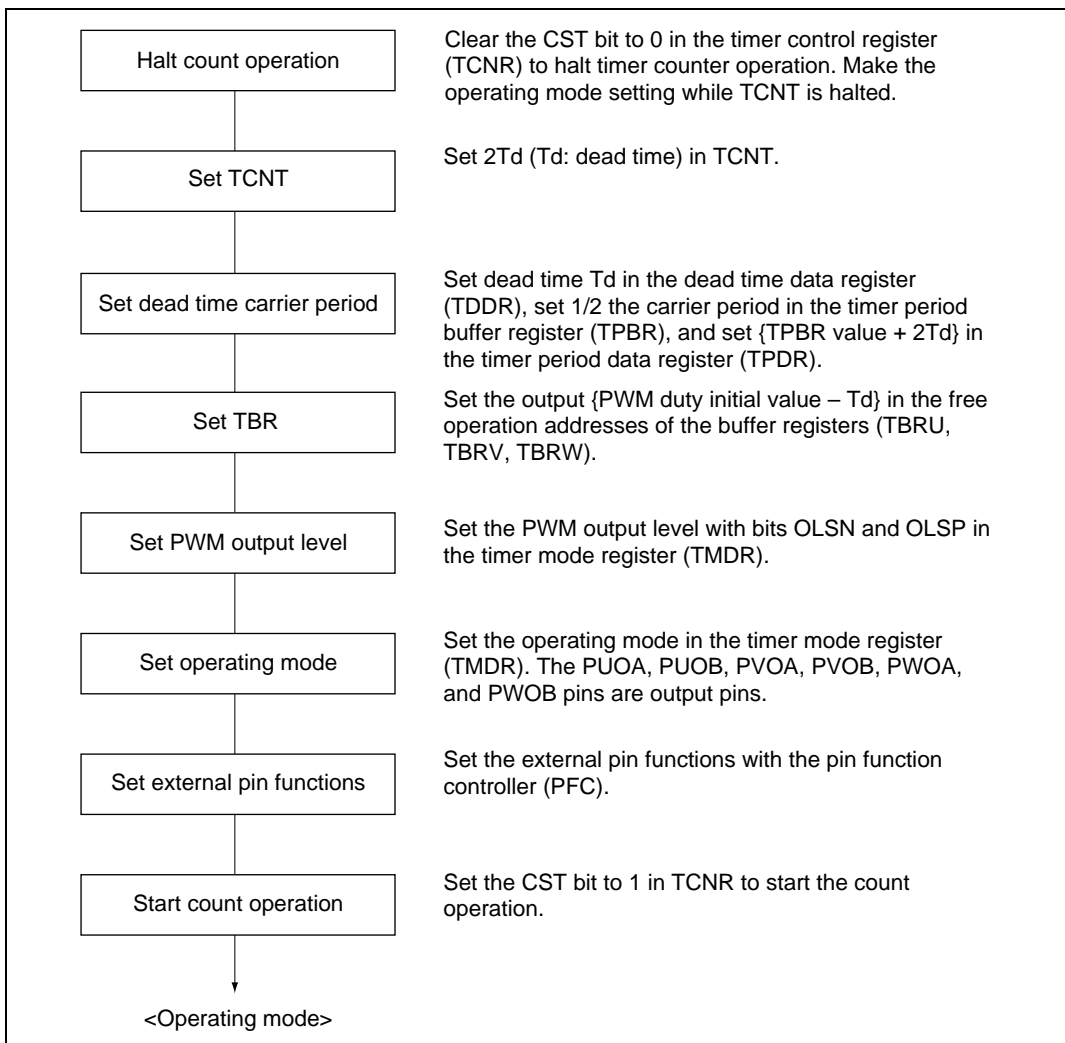 Halt count operation
Clear the CST bit to 0 in the timer control register
(TCNR) to halt timer counter operation. Make the
operating mode setting while TCNT is halted.
Set TCNT
Set 2Td (Td: dead time) in TCNT.
Set dead time carrier period
Set dead time Td in the dead time data register
(TDDR), set 1/2 the carrier period in the timer period
buffer register (TPBR), and set {TPBR value + 2Td} in
the timer period data register (TPDR).
Set TBR
Set the output {PWM duty initial value – Td} in the free
operation addresses of the buffer registers (TBRU,
TBRV, TBRW).
Set PWM output level
Set the PWM output level with bits OLSN and OLSP in
the timer mode register (TMDR).
Set operating mode
Set the operating mode in the timer mode register
(TMDR). The PUOA, PUOB, PVOA, PVOB, PWOA,
and PWOB pins are output pins.
Set external pin functions
Set the external pin functions with the pin function
controller (PFC).
Start count operation
Set the CST bit to 1 in TCNR to start the count
operation.
<Operating mode>